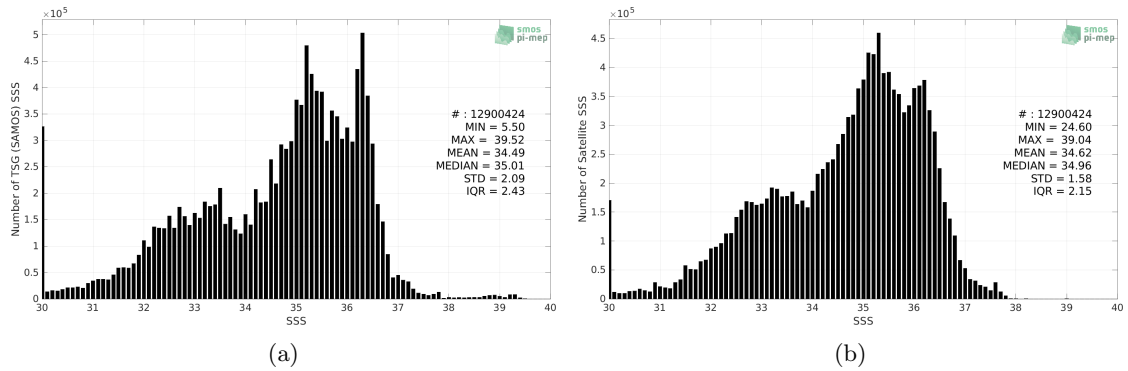 ×10⁵
5
4.5
4
3.5
3
2.5
2
1.5
1
0.5
0
Number of TSG (SAMOS) SSS
30 31 32 33 34 35 36 37 38 39 40
SSS
smos
pi-mep
# : 12900424
MIN = 5.50
MAX = 39.52
MEAN = 34.49
MEDIAN = 35.01
STD = 2.09
IQR = 2.43
(a)
×10⁵
4.5
4
3.5
3
2.5
2
1.5
1
0.5
0
Number of Satellite SSS
30 31 32 33 34 35 36 37 38 39 40
SSS
smos
pi-mep
# : 12900424
MIN = 24.60
MAX = 39.04
MEAN = 34.62
MEDIAN = 34.96
STD = 1.58
IQR = 2.15
(b)